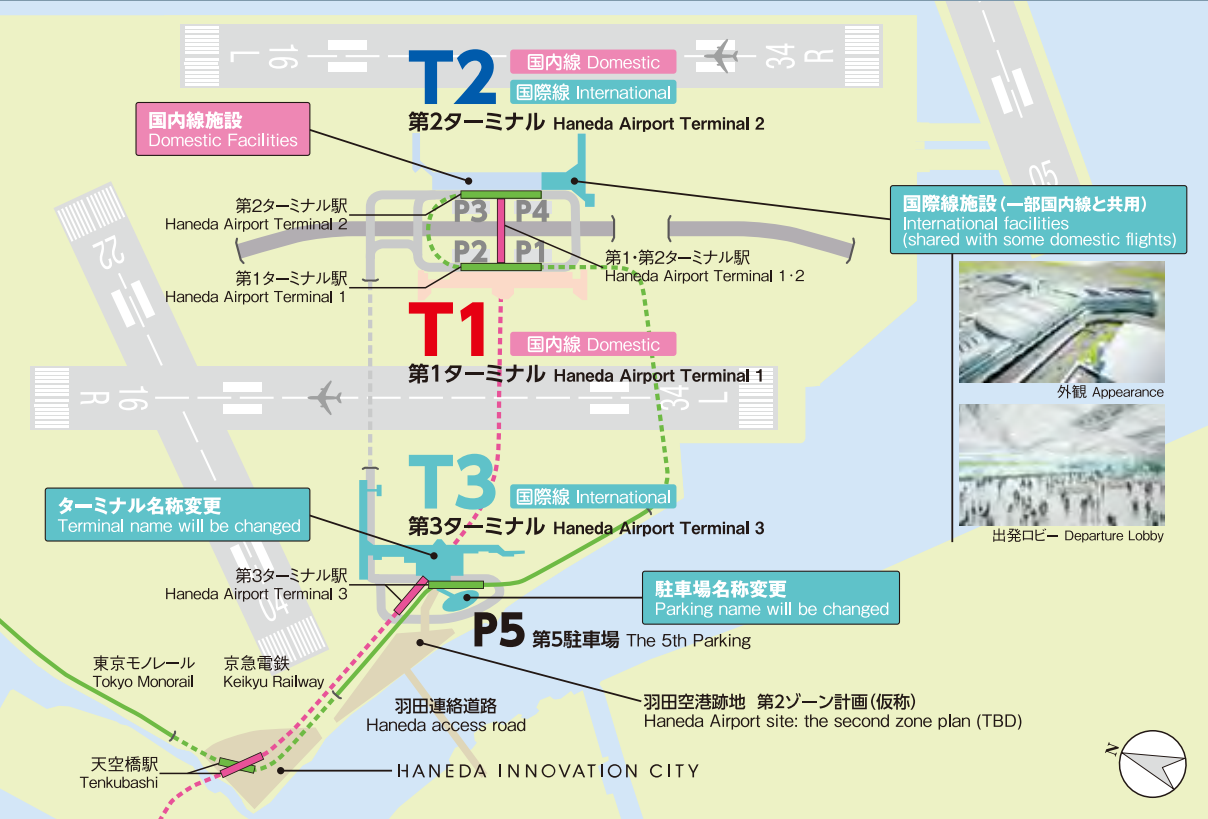 L 16
34 R
T2
国内線 Domestic
国際線 International
第2ターミナル Haneda Airport Terminal 2
国内線施設
Domestic Facilities
05
22
第2ターミナル駅
Haneda Airport Terminal 2
P3 P4
P2 P1
国際線施設(一部国内線と共用)
International facilities
(shared with some domestic flights)
第1・第2ターミナル駅
Haneda Airport Terminal 1・2
第1ターミナル駅
Haneda Airport Terminal 1
T1
国内線 Domestic
第1ターミナル Haneda Airport Terminal 1
外観 Appearance
R 16
34 L
T3
国際線 International
第3ターミナル Haneda Airport Terminal 3
ターミナル名称変更
Terminal name will be changed
出発ロビー Departure Lobby
第3ターミナル駅
Haneda Airport Terminal 3
04
駐車場名称変更
Parking name will be changed
P5 第5駐車場 The 5th Parking
東京モノレール
Tokyo Monorail
京急電鉄
Keikyu Railway
羽田連絡道路
Haneda access road
羽田空港跡地 第2ゾーン計画(仮称)
Haneda Airport site: the second zone plan (TBD)
天空橋駅
Tenkubashi
HANEDA INNOVATION CITY
N